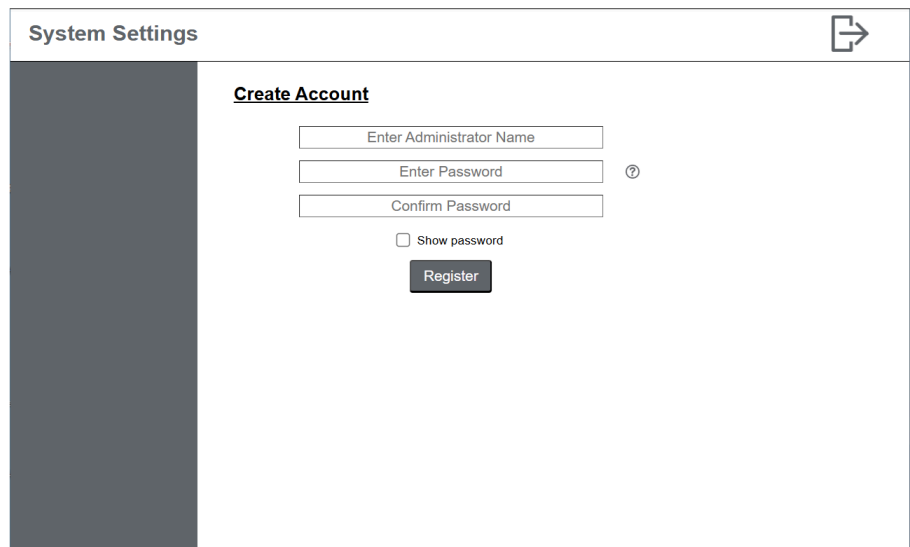 System Settings
Create Account
Enter Administrator Name
Enter Password
?
Confirm Password
Show password
Register